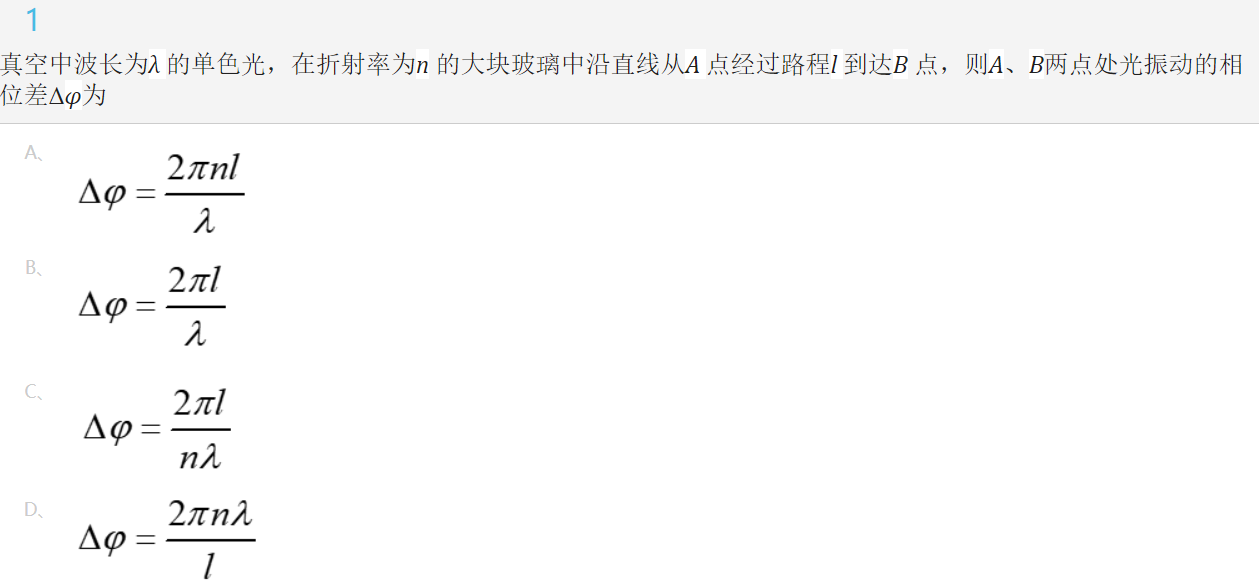 1
真空中波长为λ 的单色光，在折射率为n 的大块玻璃中沿直线从A 点经过路程l 到达B 点，则A、B两点处光振动的相
位差Δφ为
A、
Δφ = 2πnl / λ
B、
Δφ = 2πl / λ
C、
Δφ = 2πl / nλ
D、
Δφ = 2πnλ / l